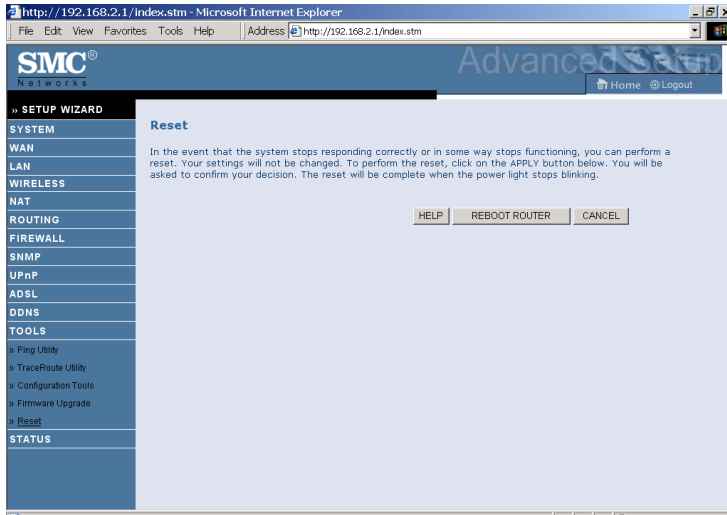 http://192.168.2.1/index.stm - Microsoft Internet Explorer
File Edit View Favorites Tools Help Address http://192.168.2.1/index.stm
SMC®
Networks
Advanced Setup
Home Logout
» SETUP WIZARD
SYSTEM
WAN
LAN
WIRELESS
NAT
ROUTING
FIREWALL
SNMP
UPnP
ADSL
DDNS
TOOLS
» Ping Utility
» TraceRoute Utility
» Configuration Tools
» Firmware Upgrade
» Reset
STATUS
Reset
In the event that the system stops responding correctly or in some way stops functioning, you can perform a
reset. Your settings will not be changed. To perform the reset, click on the APPLY button below. You will be
asked to confirm your decision. The reset will be complete when the power light stops blinking.
HELP REBOOT ROUTER CANCEL